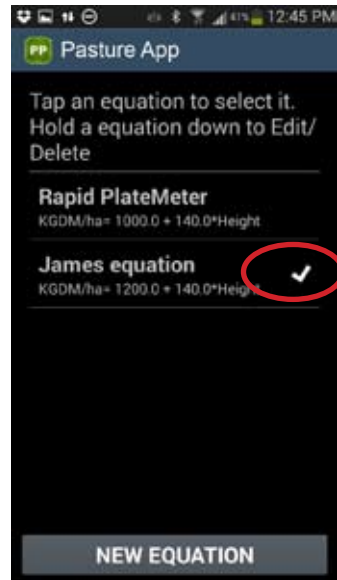 41% 12:45 PM
PP Pasture App
Tap an equation to select it.
Hold a equation down to Edit/
Delete
Rapid PlateMeter
KGDM/ha= 1000.0 + 140.0*Height
James equation
KGDM/ha= 1200.0 + 140.0*Height
NEW EQUATION